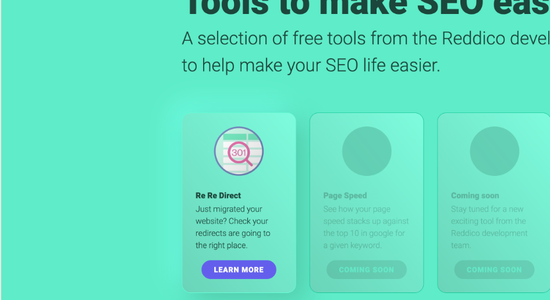 Tools to make SEO eas
A selection of free tools from the Reddico devel
to help make your SEO life easier.
301
Re Re Direct
Just migrated your
website? Check your
redirects are going to
the right place.
LEARN MORE
Page Speed
See how your page
speed stacks up against
the top 10 in google for
a given keyword.
COMING SOON
Coming soon
Stay tuned for a new
exciting tool from the
Reddico development
team.
COMING SOON